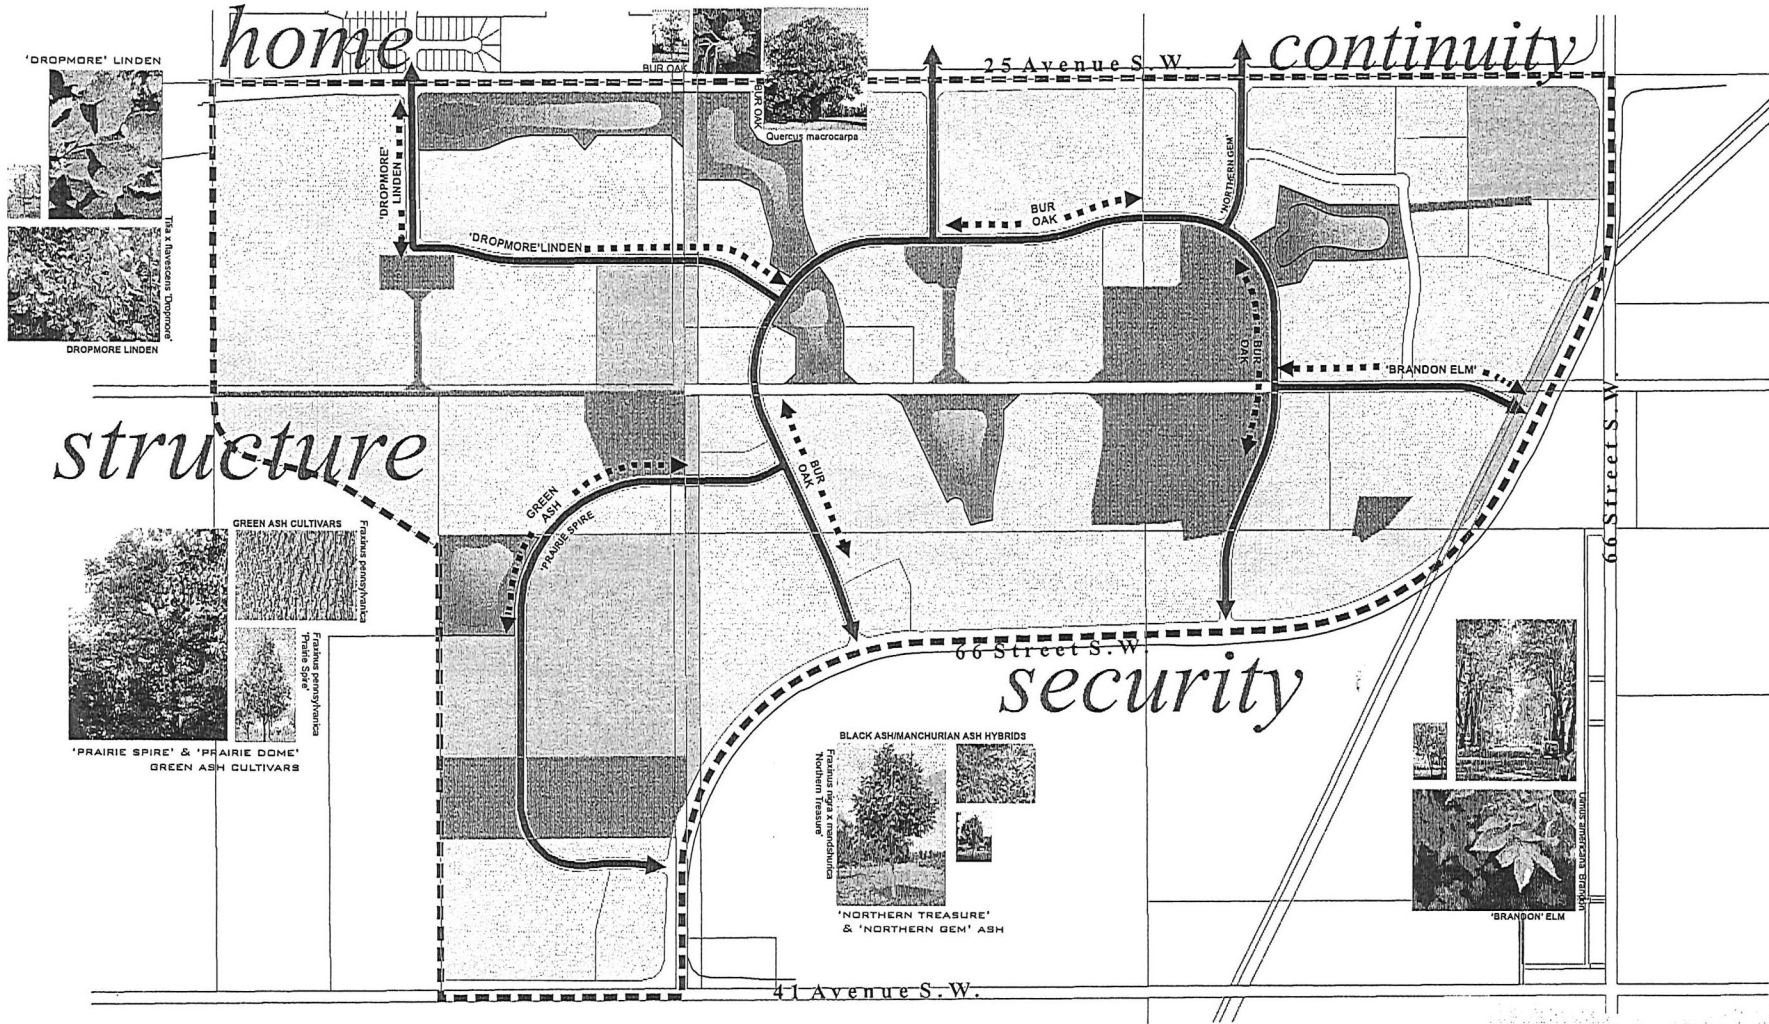 home
continuity
'DROPMORE' LINDEN
BUR OAK
BUR OAK
Quercus macrocarpa
25 Avenue S.W.
'DROPMORE'
LINDEN
'NORTHERN GEM'
BUR
OAK
'DROPMORE'LINDEN
Tilia x flavescens 'Dropmore'
DROPMORE LINDEN
BUR
OAK
'BRANDON ELM'
66 Street S.W.
structure
BUR
OAK
GREEN
ASH
'PRAIRIE SPIRE'
GREEN ASH CULTIVARS
Fraxinus pennsylvanica
Fraxinus pennsylvanica
'Prairie Spire'
'PRAIRIE SPIRE' & 'PRAIRIE DOME'
GREEN ASH CULTIVARS
66 Street S.W.
security
BLACK ASH/MANCHURIAN ASH HYBRIDS
Fraxinus nigra x mandshurica
'Northern Treasure'
'NORTHERN TREASURE'
& 'NORTHERN GEM' ASH
Ulmus americana Brandon
'BRANDON' ELM
41 Avenue S.W.